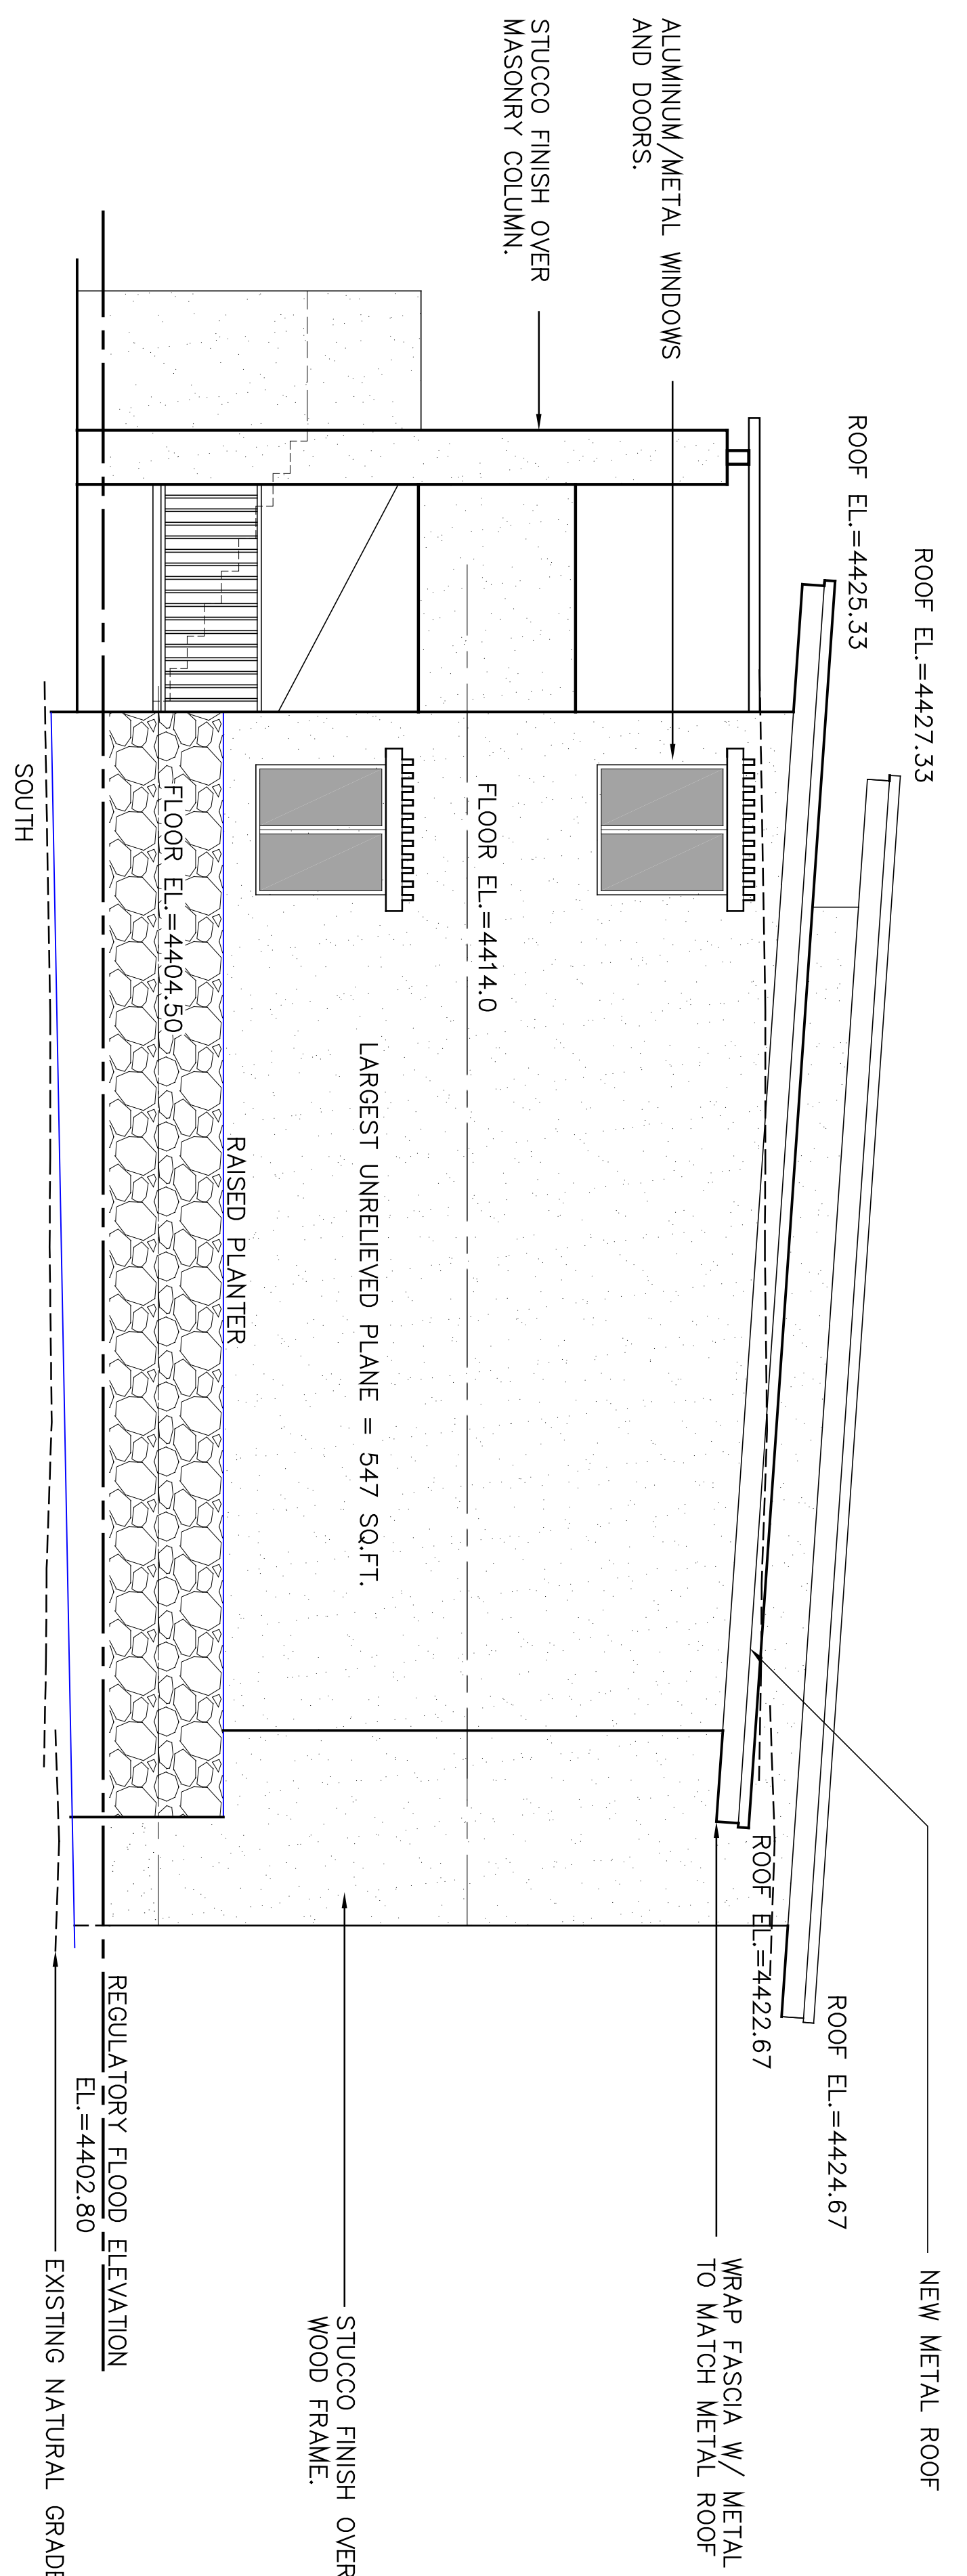 NEW METAL ROOF
ROOF EL.=4427.33
ROOF EL.=4425.33
ROOF EL.=4424.67
ROOF EL.=4422.67
WRAP FASCIA W/ METAL
TO MATCH METAL ROOF
ALUMINUM/METAL WINDOWS
AND DOORS.
STUCCO FINISH OVER
MASONRY COLUMN.
FLOOR EL.=4414.0
LARGEST UNRELIEVED PLANE = 547 SQ.FT.
STUCCO FINISH OVER
WOOD FRAME.
RAISED PLANTER
FLOOR EL.=4404.50
REGULATORY FLOOD ELEVATION
EL.=4402.80
EXISTING NATURAL GRADE
SOUTH